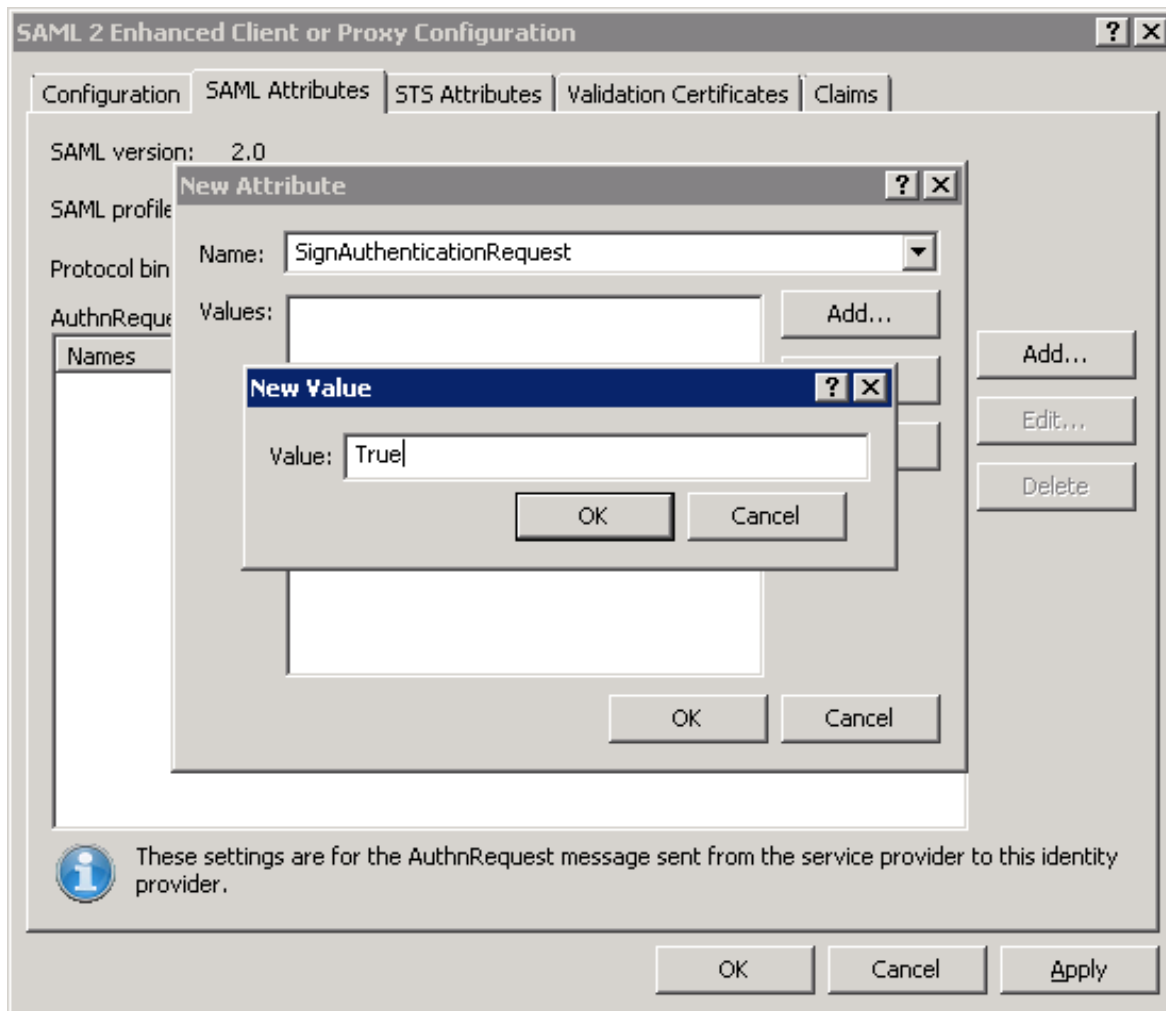 SAML 2 Enhanced Client or Proxy Configuration
Configuration SAML Attributes STS Attributes Validation Certificates Claims
SAML version: 2.0
New Attribute
SAML profile
Name: SignAuthenticationRequest
Protocol bin
Values:
Add...
AuthnReque
Names
Add...
New Value
Edit...
Value: True
Delete
OK Cancel
OK Cancel
These settings are for the AuthnRequest message sent from the service provider to this identity
provider.
OK Cancel Apply